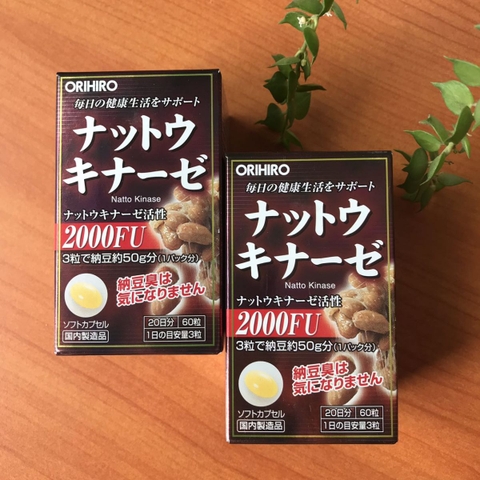 ORIHIRO
毎日の健康生活をサポート
ナットウ
キナーゼ
Natto Kinase
ナットウキナーゼ活性
2000FU
3粒で納豆約50g分(1パック分)
納豆臭は
気になりません
ソフトカプセル
国内製造品
20日分 60粒
1日の目安量3粒
ORIHIRO
毎日の健康生活をサポート
ナットウ
キナーゼ
Natto Kinase
ナットウキナーゼ活性
2000FU
3粒で納豆約50g分(1パック分)
納豆臭は
気になりません
ソフトカプセル
国内製造品
20日分 60粒
1日の目安量3粒